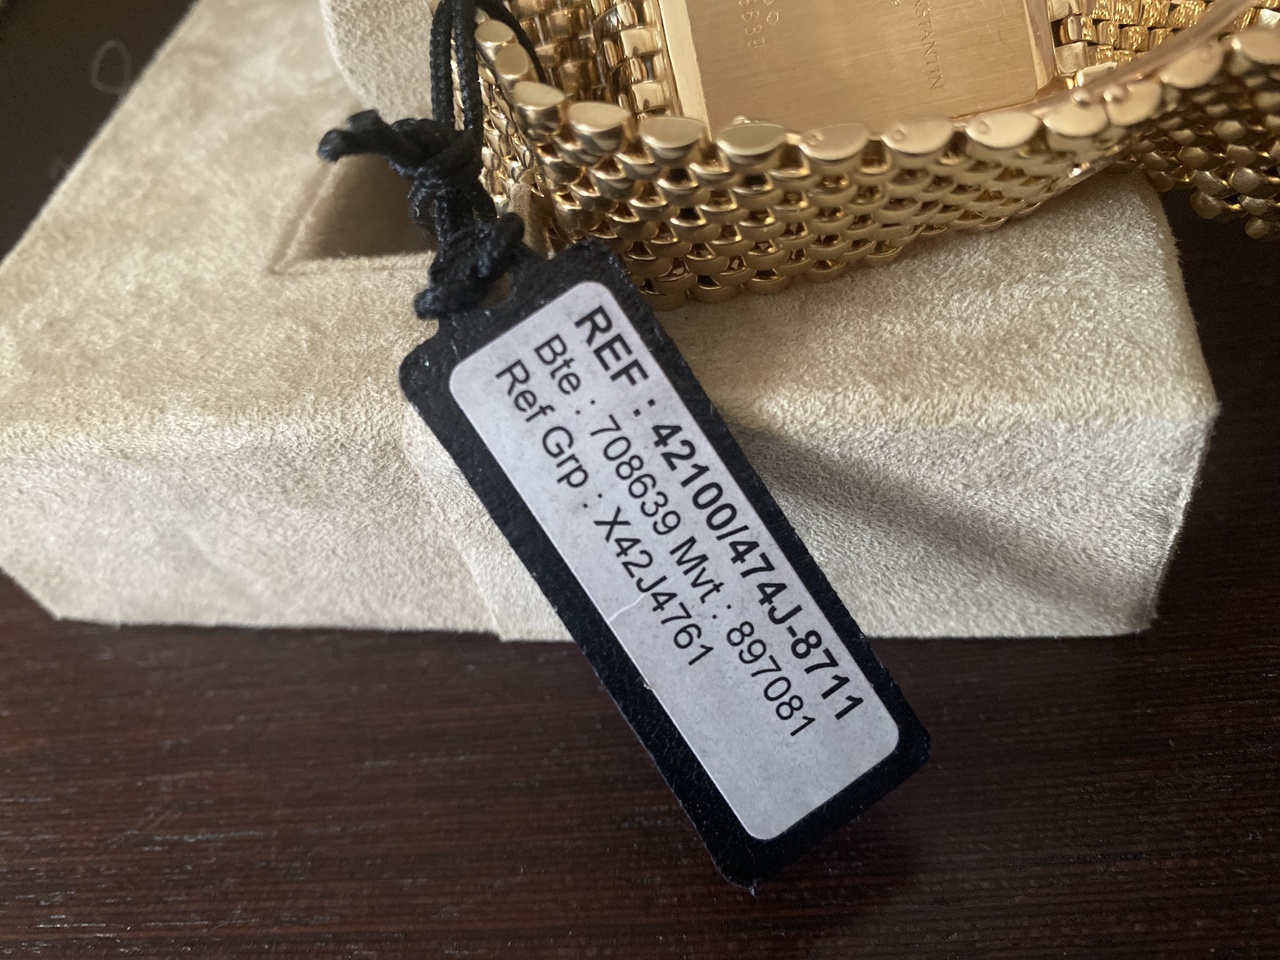 REF : 42100/474J-8711
Bte : 708639 Mvt : 897081
Ref Grp : X42J4761